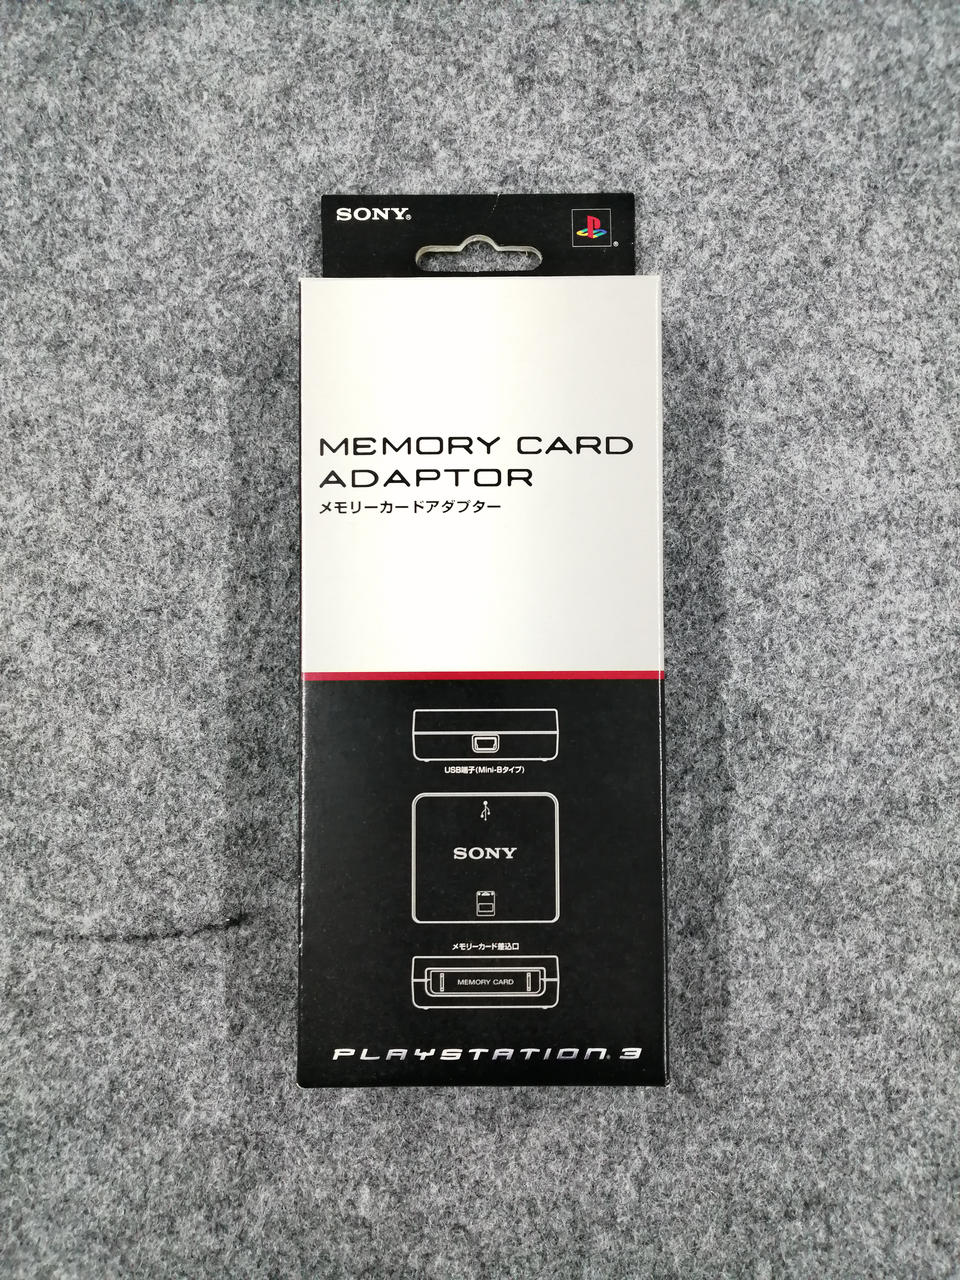 SONY®
®
MEMORY CARD
ADAPTOR
メモリーカードアダプター
USB端子(Mini-Bタイプ)
SONY
メモリーカード差込口
MEMORY CARD
PLAYSTATION®3